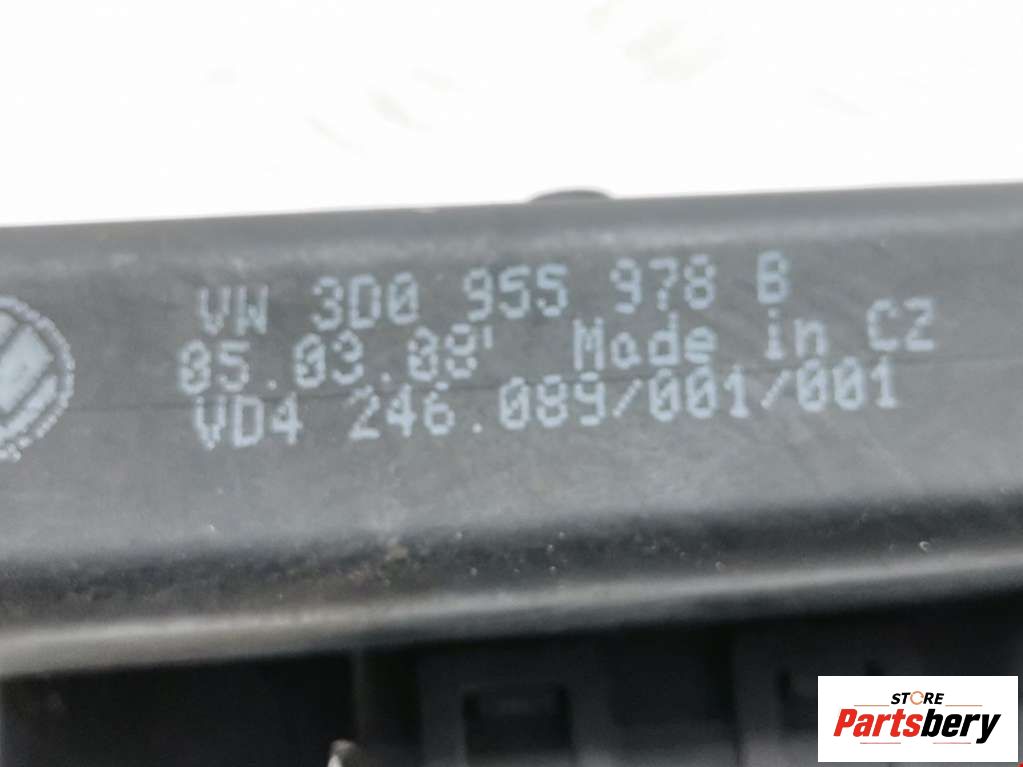 VW 3D0 955 978 B
05.03.08' Made in CZ
VD4 246.089/001/001
STORE
Partsbery